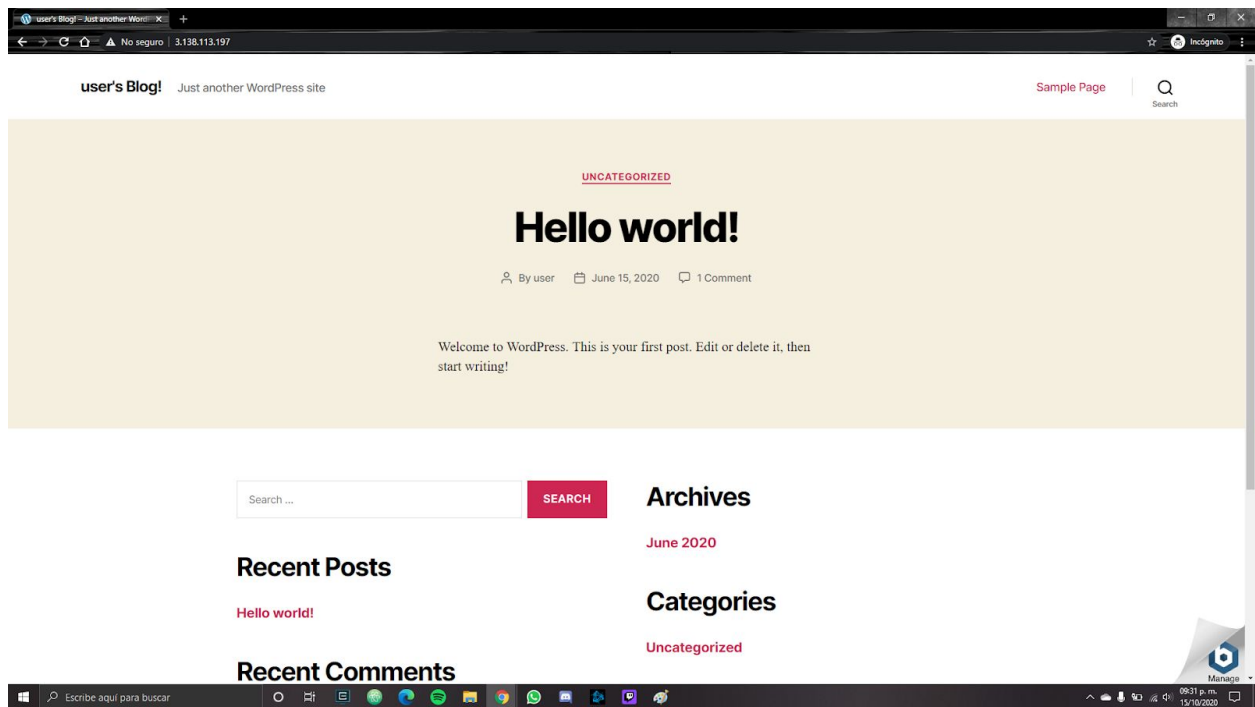 user's Blog! – Just another Word
No seguro | 3.138.113.197
Incógnito
user's Blog! Just another WordPress site
Sample Page
Search
UNCATEGORIZED
Hello world!
By user June 15, 2020 1 Comment
Welcome to WordPress. This is your first post. Edit or delete it, then
start writing!
Search ...
SEARCH
Recent Posts
Hello world!
Recent Comments
Archives
June 2020
Categories
Uncategorized
Manage
Escribe aquí para buscar
09:31 p. m.
15/10/2020